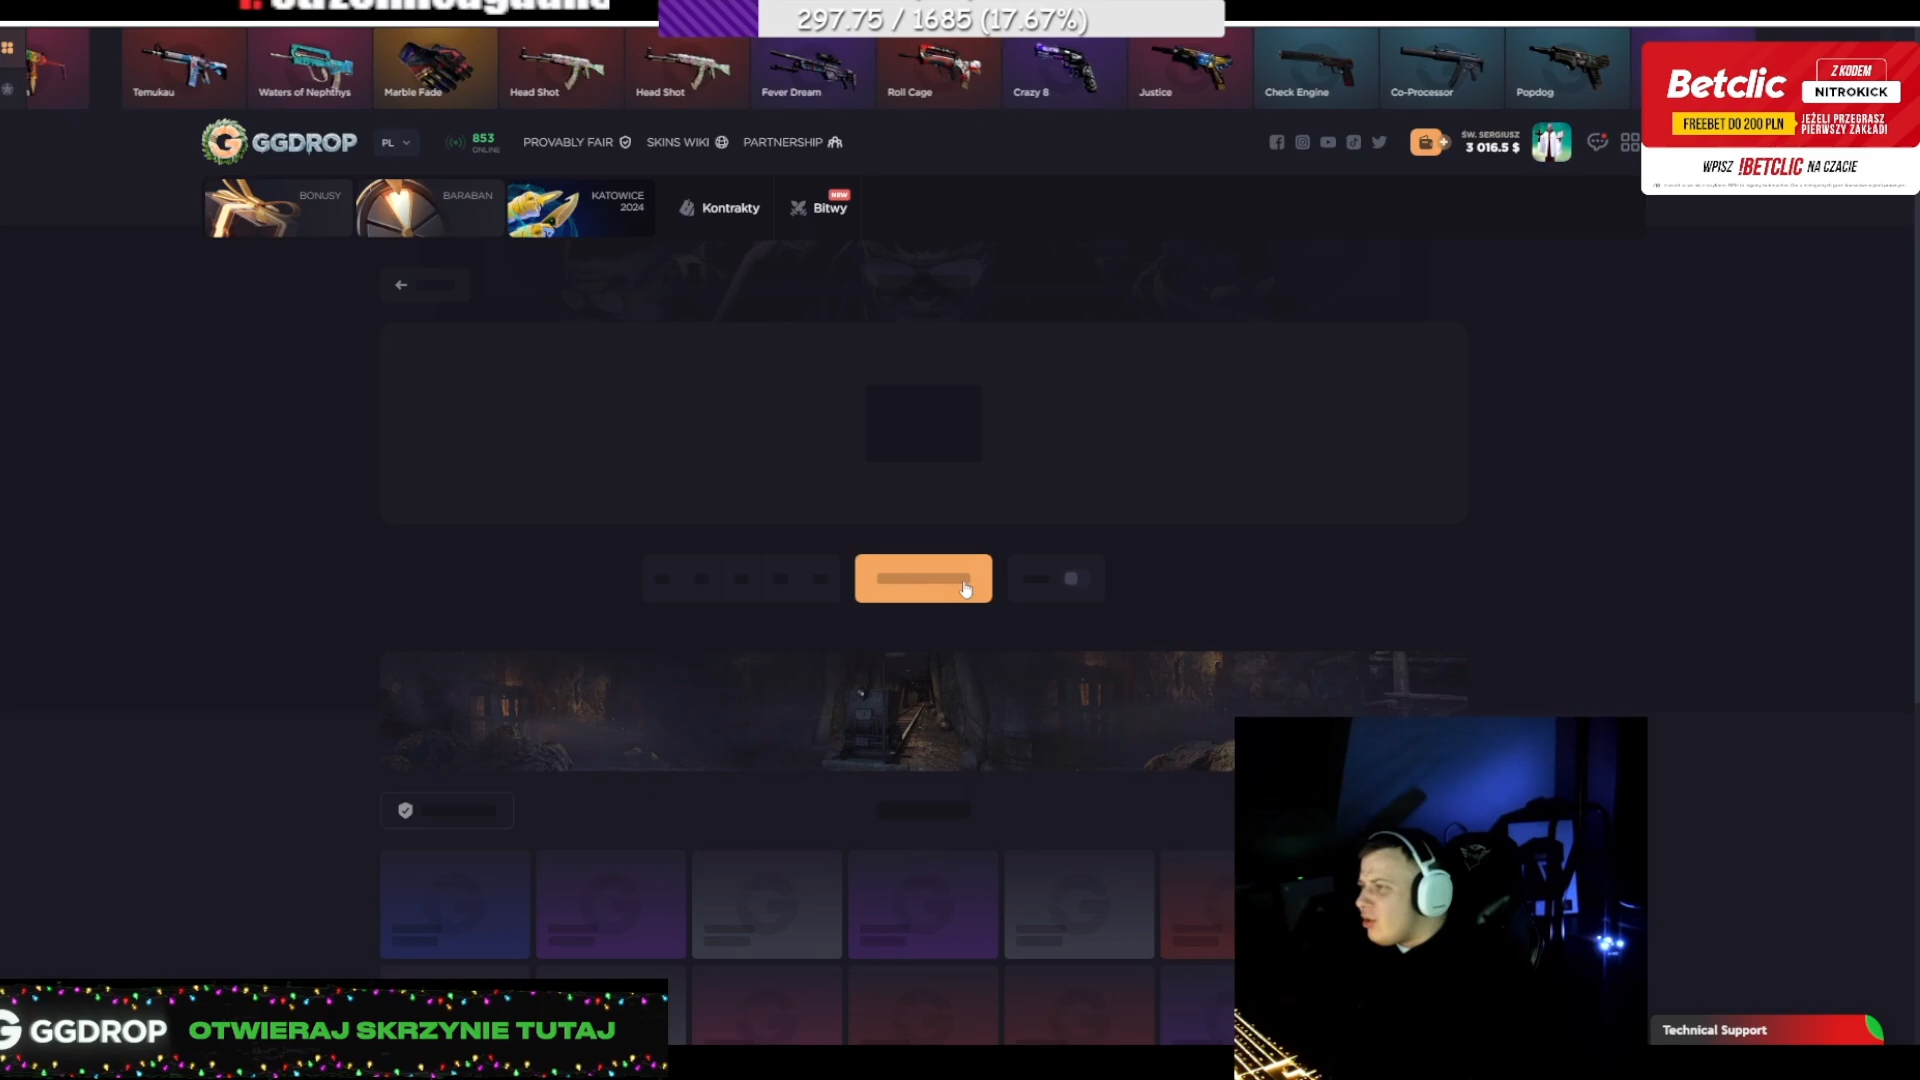 297.75 / 1685 (17.67%)
Temukau
Waters of Nephthys
Marble Fade
Head Shot
Head Shot
Fever Dream
Roll Cage
Crazy 8
Justice
Check Engine
Co-Processor
Popdog
Betclic
Z KODEM
NITROKICK
FREEBET DO 200 PLN
JEŻELI PRZEGRASZ
PIERWSZY ZAKŁAD!
WPISZ !BETCLIC NA CZACIE
GGDROP
PL
853
ONLINE
PROVABLY FAIR
SKINS WIKI
PARTNERSHIP
ŚW. SERGIUSZ
3 016.5 $
BONUSY
BARABAN
KATOWICE
2024
Kontrakty
NEW
Bitwy
GGDROP
OTWIERAJ SKRZYNIE TUTAJ
Technical Support